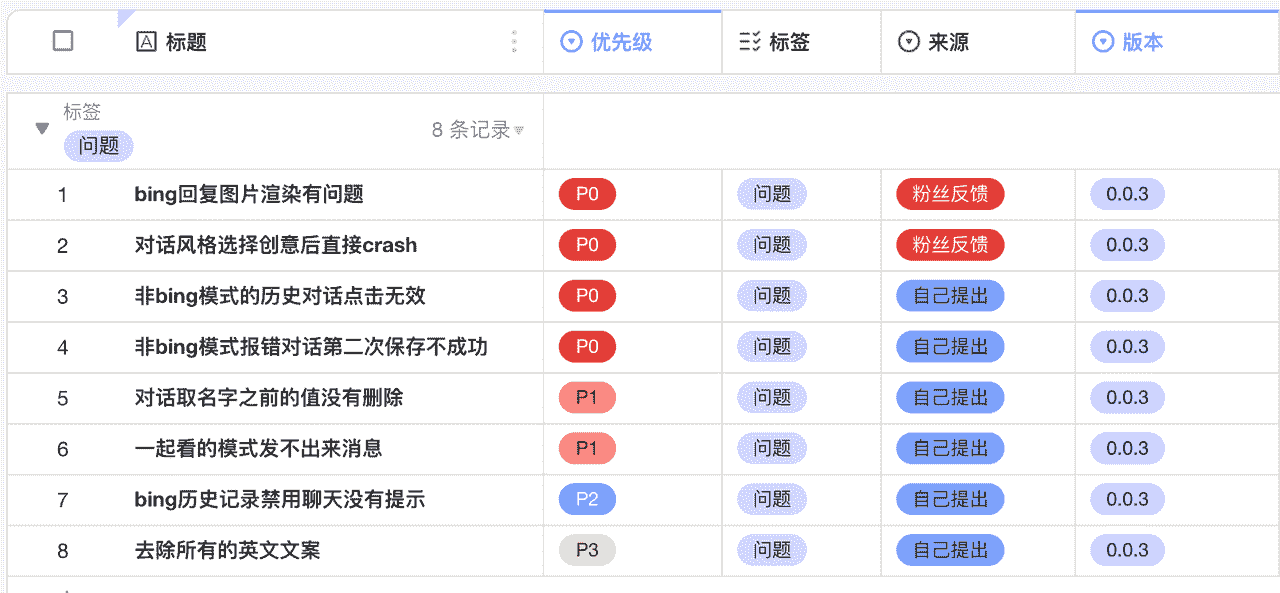 标题 优先级 标签 来源 版本
标签 8 条记录
问题
1 bing回复图片渲染有问题 P0 问题 粉丝反馈 0.0.3
2 对话风格选择创意后直接crash P0 问题 粉丝反馈 0.0.3
3 非bing模式的历史对话点击无效 P0 问题 自己提出 0.0.3
4 非bing模式报错对话第二次保存不成功 P0 问题 自己提出 0.0.3
5 对话取名字之前的值没有删除 P1 问题 自己提出 0.0.3
6 一起看的模式发不出来消息 P1 问题 自己提出 0.0.3
7 bing历史记录禁用聊天没有提示 P2 问题 自己提出 0.0.3
8 去除所有的英文文案 P3 问题 自己提出 0.0.3